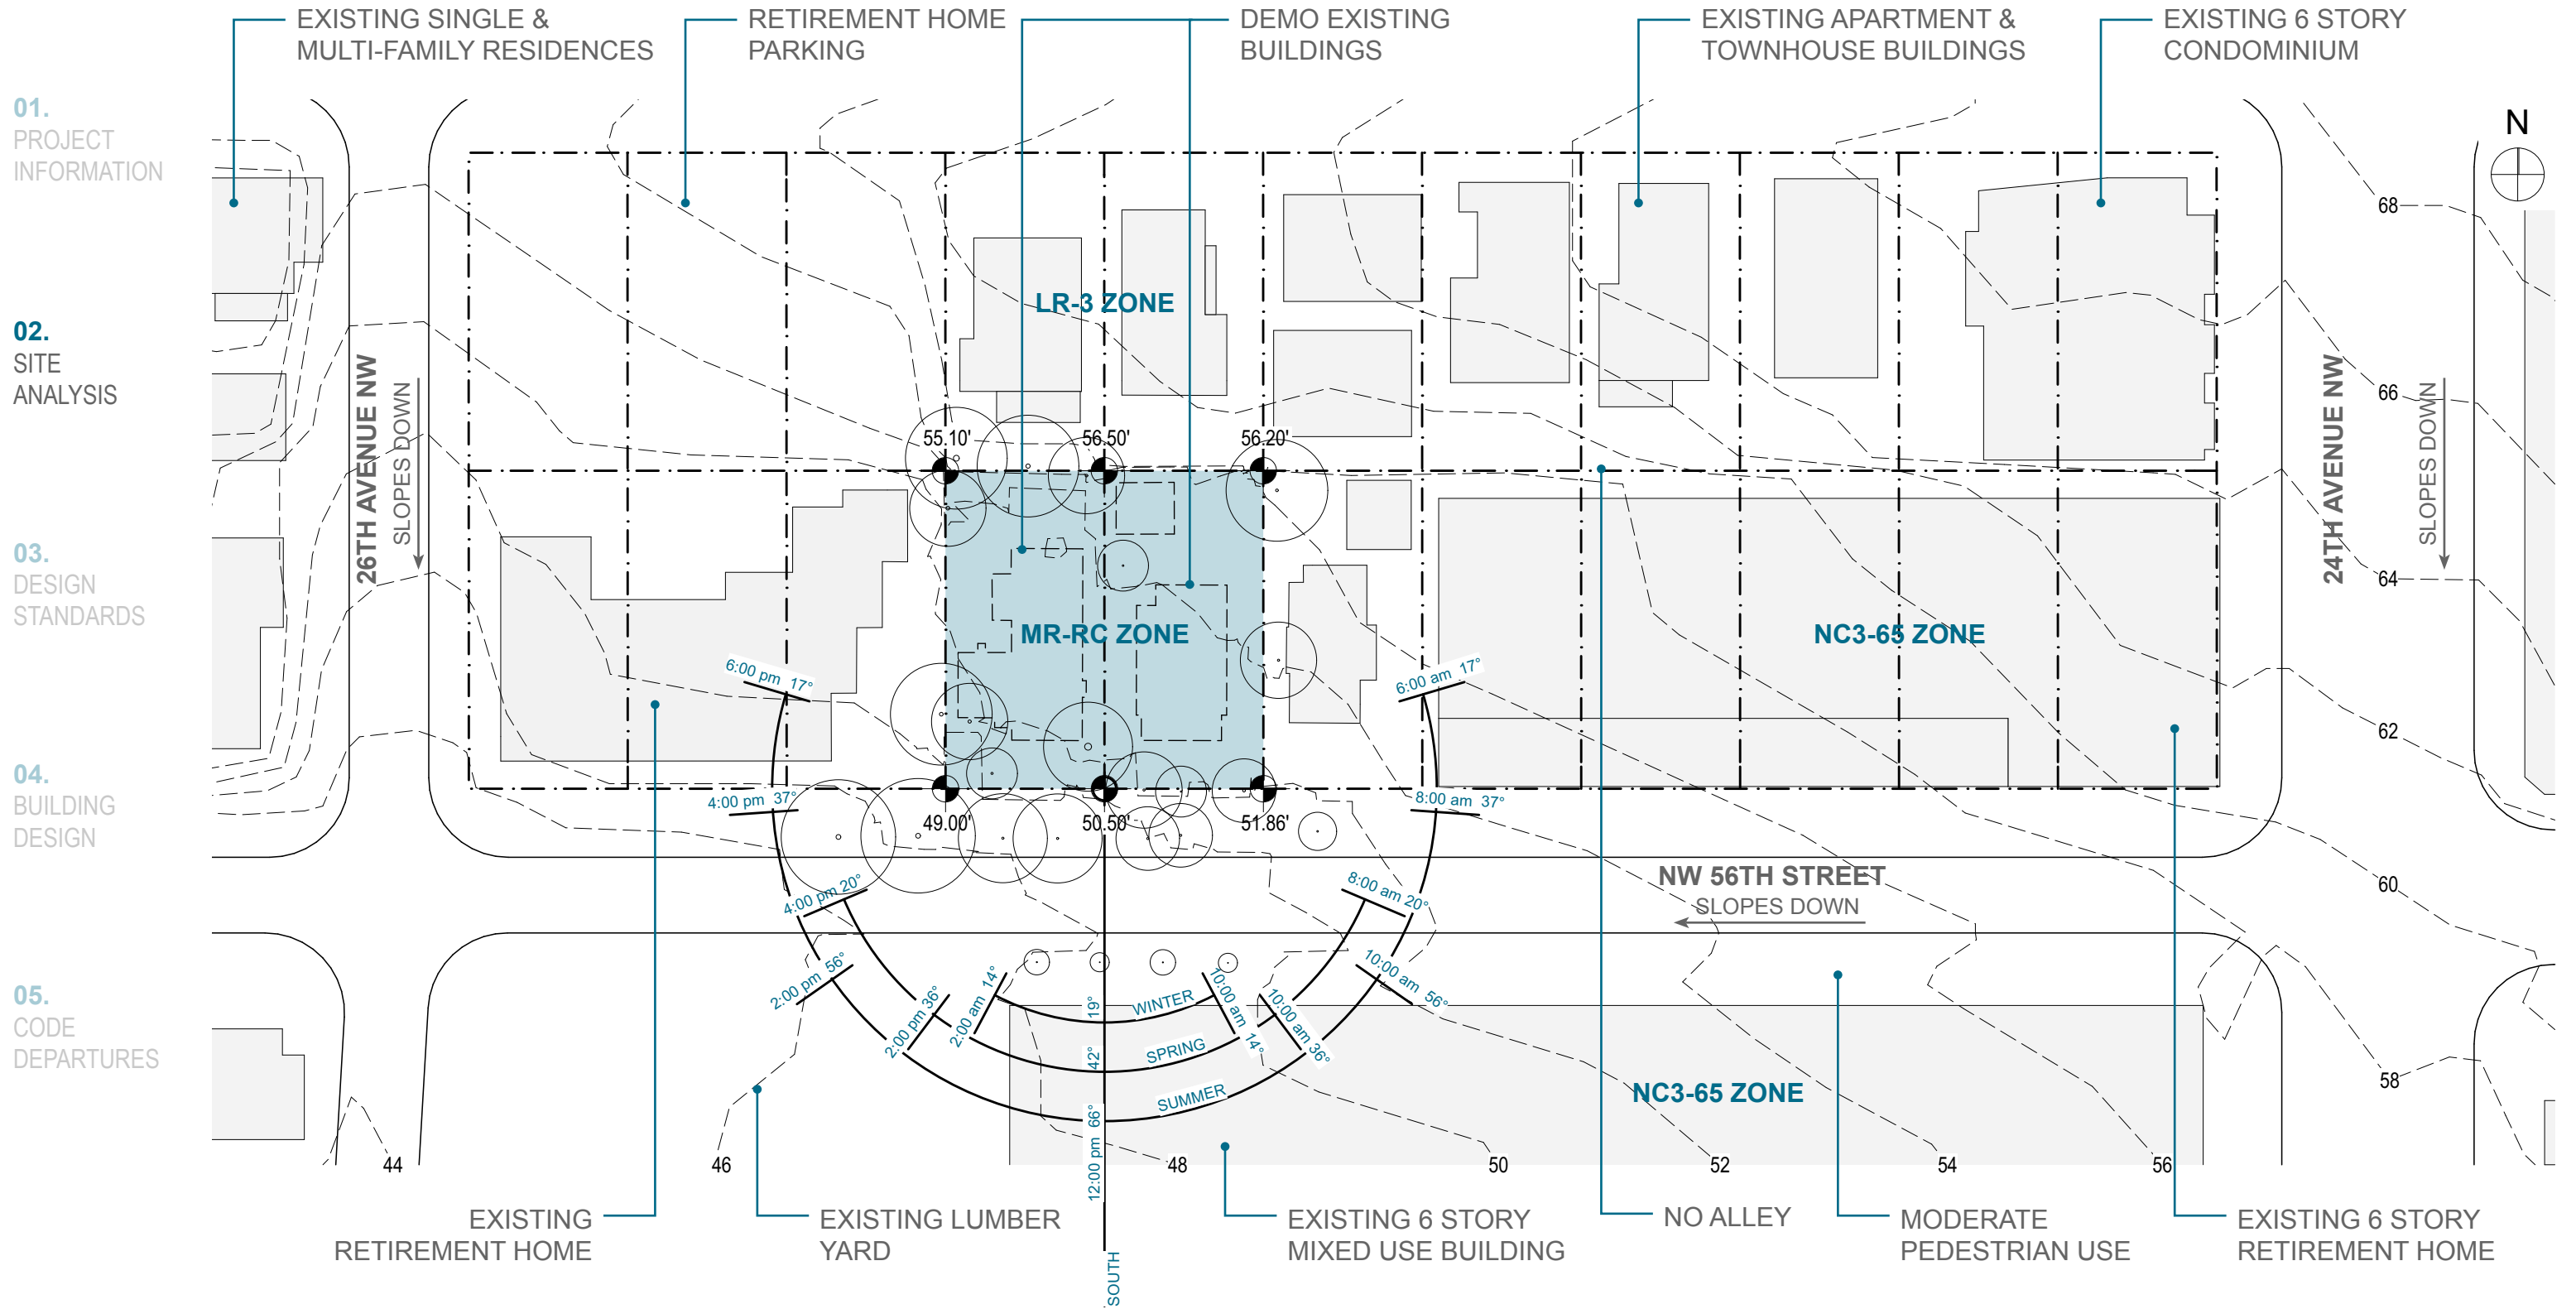 EXISTING SINGLE &
MULTI-FAMILY RESIDENCES
RETIREMENT HOME
PARKING
DEMO EXISTING
BUILDINGS
EXISTING APARTMENT &
TOWNHOUSE BUILDINGS
EXISTING 6 STORY
CONDOMINIUM
01.
PROJECT
INFORMATION
02.
SITE
ANALYSIS
03.
DESIGN
STANDARDS
04.
BUILDING
DESIGN
05.
CODE
DEPARTURES
N
68
66
64
62
60
58
26TH AVENUE NW
SLOPES DOWN
24TH AVENUE NW
SLOPES DOWN
LR-3 ZONE
55.10'
56.50'
56.20'
MR-RC ZONE
NC3-65 ZONE
6:00 pm 17°
6:00 am 17°
4:00 pm 37°
8:00 am 37°
49.00'
50.50'
51.86'
NW 56TH STREET
SLOPES DOWN
4:00 pm 20°
8:00 am 20°
2:00 pm 56°
10:00 am 56°
2:00 pm 36°
2:00 am 14°
10:00 am 14°
10:00 am 36°
19°
WINTER
42°
SPRING
12:00 pm 66°
SUMMER
NC3-65 ZONE
44
46
48
50
52
54
56
EXISTING
RETIREMENT HOME
EXISTING LUMBER
YARD
EXISTING 6 STORY
MIXED USE BUILDING
NO ALLEY
MODERATE
PEDESTRIAN USE
EXISTING 6 STORY
RETIREMENT HOME
SOUTH